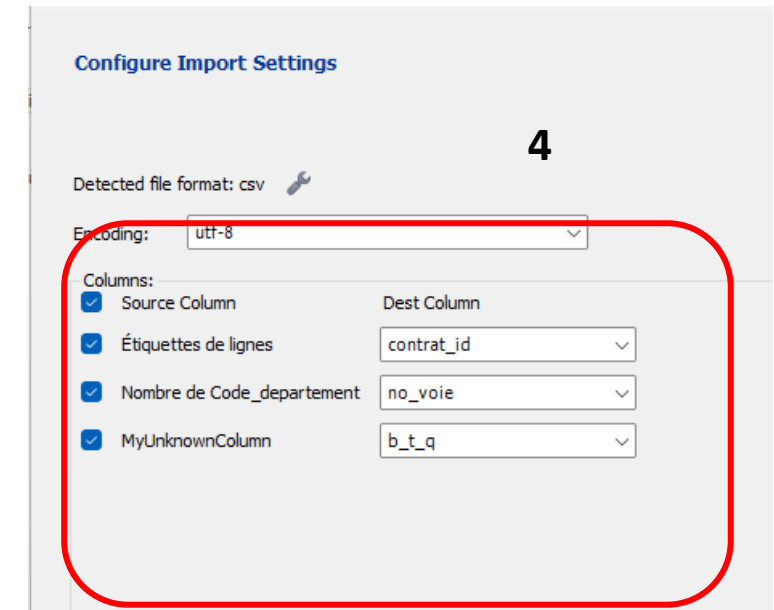 Configure Import Settings
4
Detected file format: csv
Encoding: utf-8
Columns:
Source Column Dest Column
Étiquettes de lignes contrat_id
Nombre de Code_departement no_voie
MyUnknownColumn b_t_q